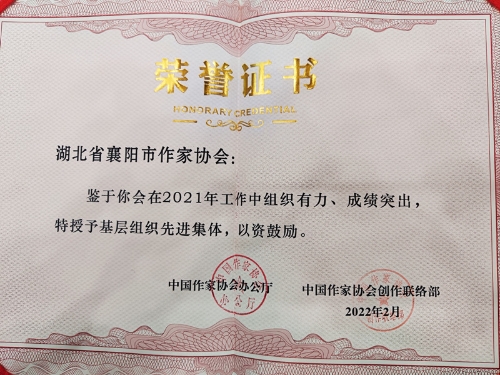 荣誉证书
HONORARY CREDENTIAL
湖北省襄阳市作家协会：
鉴于你会在2021年工作中组织有力、成绩突出，
特授予基层组织先进集体，以资鼓励。
中国作家协会办公厅
中国作家协会创作联络部
2022年2月